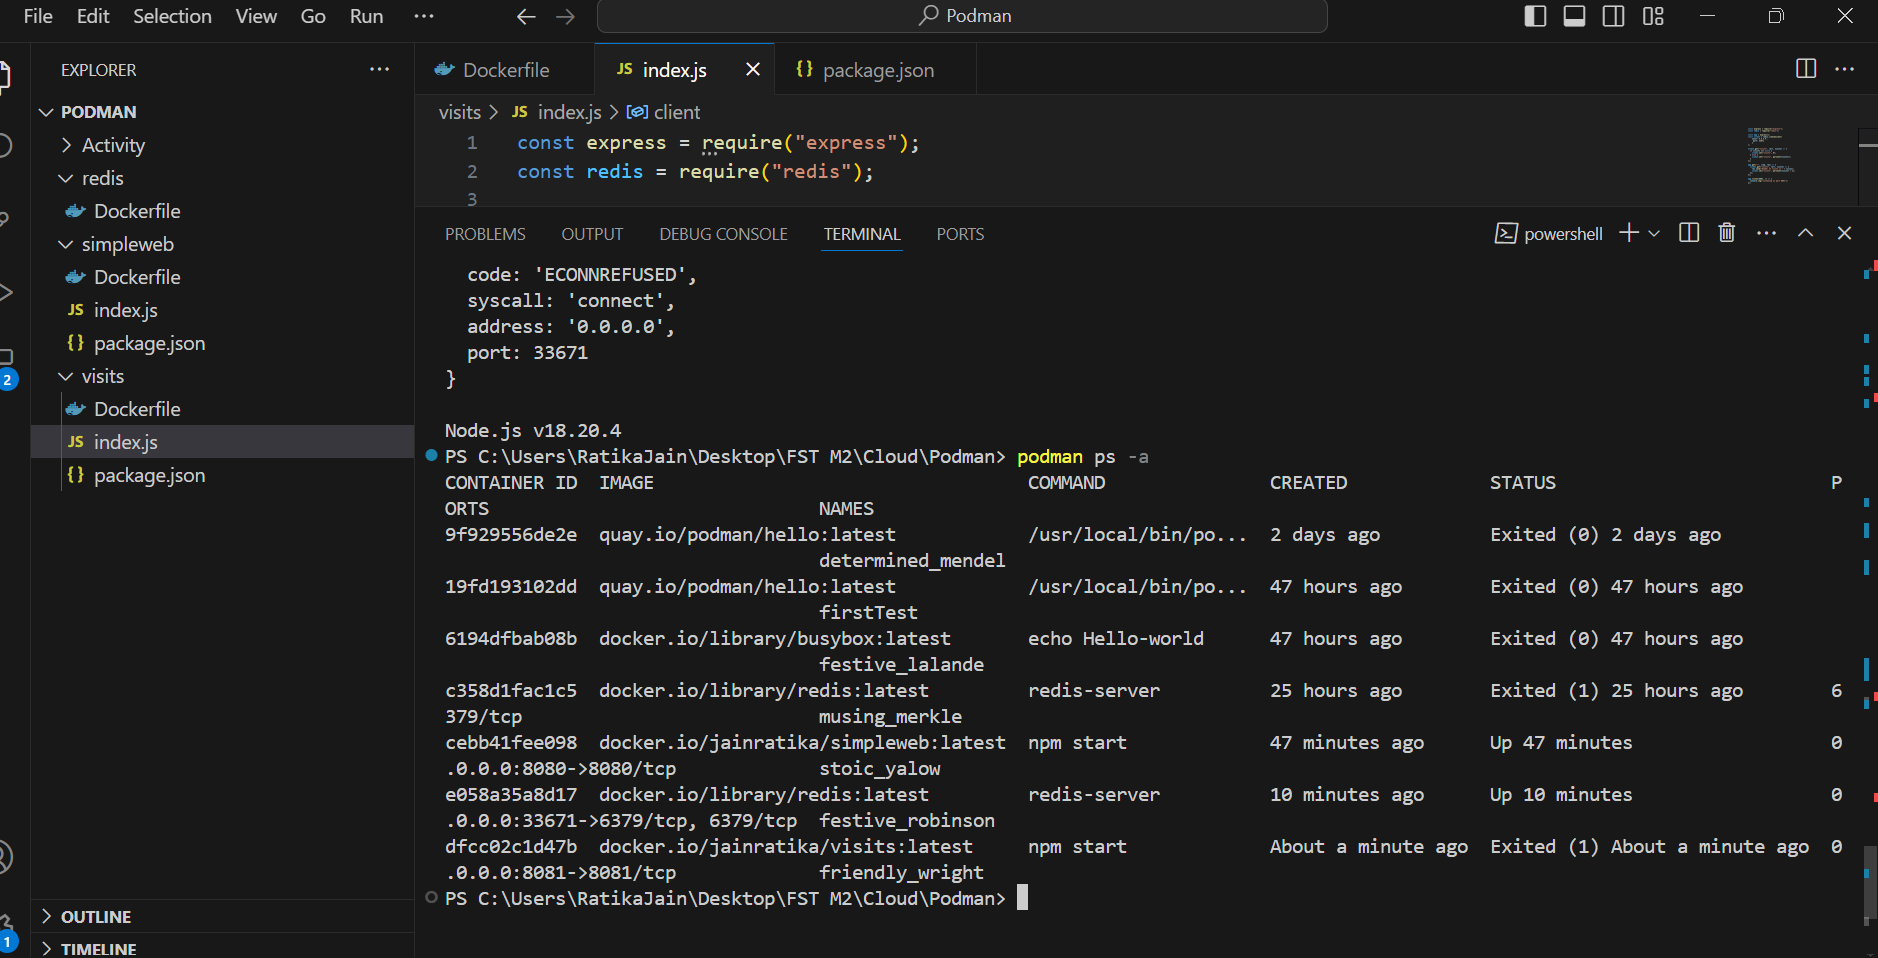 File Edit Selection View Go Run ···
Podman
EXPLORER
PODMAN
Activity
redis
Dockerfile
simpleweb
Dockerfile
JS index.js
{} package.json
visits
Dockerfile
JS index.js
{} package.json
OUTLINE
TIMELINE
2
1
Dockerfile JS index.js {} package.json
visits > JS index.js > client
1 const express = require("express");
2 const redis = require("redis");
3
PROBLEMS OUTPUT DEBUG CONSOLE TERMINAL PORTS
powershell
code: 'ECONNREFUSED',
syscall: 'connect',
address: '0.0.0.0',
port: 33671
}
Node.js v18.20.4
PS C:\Users\RatikaJain\Desktop\FST M2\Cloud\Podman> podman ps -a
CONTAINER ID IMAGE COMMAND CREATED STATUS P
ORTS NAMES
9f929556de2e quay.io/podman/hello:latest /usr/local/bin/po... 2 days ago Exited (0) 2 days ago
determined_mendel
19fd193102dd quay.io/podman/hello:latest /usr/local/bin/po... 47 hours ago Exited (0) 47 hours ago
firstTest
6194dfbab08b docker.io/library/busybox:latest echo Hello-world 47 hours ago Exited (0) 47 hours ago
festive_lalande
c358d1fac1c5 docker.io/library/redis:latest redis-server 25 hours ago Exited (1) 25 hours ago 6
379/tcp musing_merkle
cebb41fee098 docker.io/jainratika/simpleweb:latest npm start 47 minutes ago Up 47 minutes 0
.0.0.0:8080->8080/tcp stoic_yalow
e058a35a8d17 docker.io/library/redis:latest redis-server 10 minutes ago Up 10 minutes 0
.0.0.0:33671->6379/tcp, 6379/tcp festive_robinson
dfcc02c1d47b docker.io/jainratika/visits:latest npm start About a minute ago Exited (1) About a minute ago 0
.0.0.0:8081->8081/tcp friendly_wright
PS C:\Users\RatikaJain\Desktop\FST M2\Cloud\Podman>